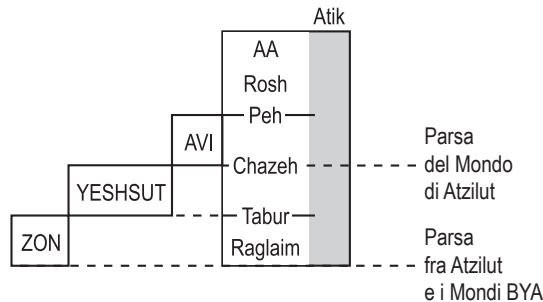 Atik
AA
Rosh
Peh
AVI
Chazeh
YESHSUT
Tabur
ZON
Raglaim
Parsa
del Mondo
di Atzilut
Parsa
fra Atzilut
e i Mondi BYA